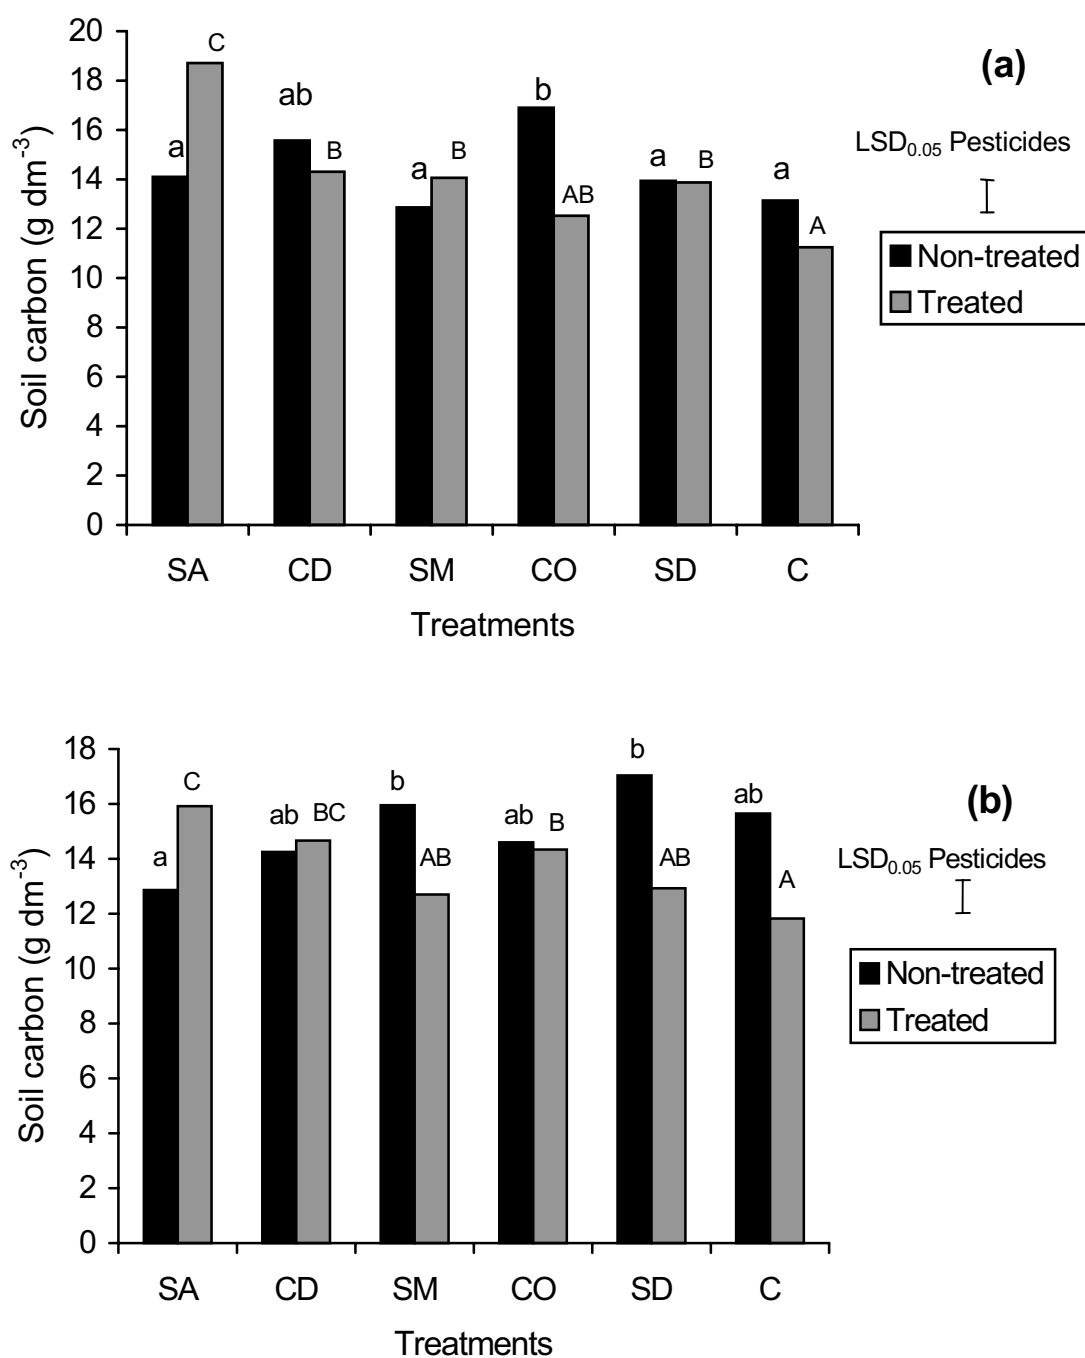 20
18
16
14
12
10
8
6
4
2
0
Soil carbon (g dm⁻³)
a
C
ab
B
a
B
b
AB
a
B
a
A
SA CD SM CO SD C
Treatments
(a)
LSD₀.₀₅ Pesticides
Non-treated
Treated
18
16
14
12
10
8
6
4
2
0
Soil carbon (g dm⁻³)
a
C
ab
BC
b
AB
ab
B
b
AB
ab
A
SA CD SM CO SD C
Treatments
(b)
LSD₀.₀₅ Pesticides
Non-treated
Treated